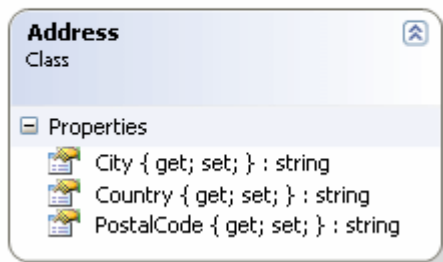 Address
Class
Properties
City { get; set; } : string
Country { get; set; } : string
PostalCode { get; set; } : string